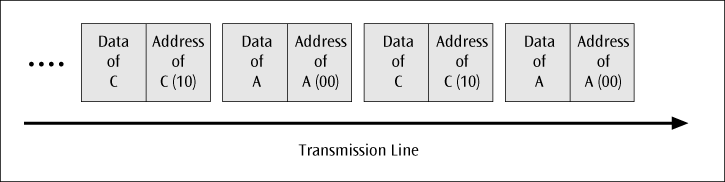 ....
Data of C
Address of C (10)
Data of A
Address of A (00)
Data of C
Address of C (10)
Data of A
Address of A (00)
Transmission Line